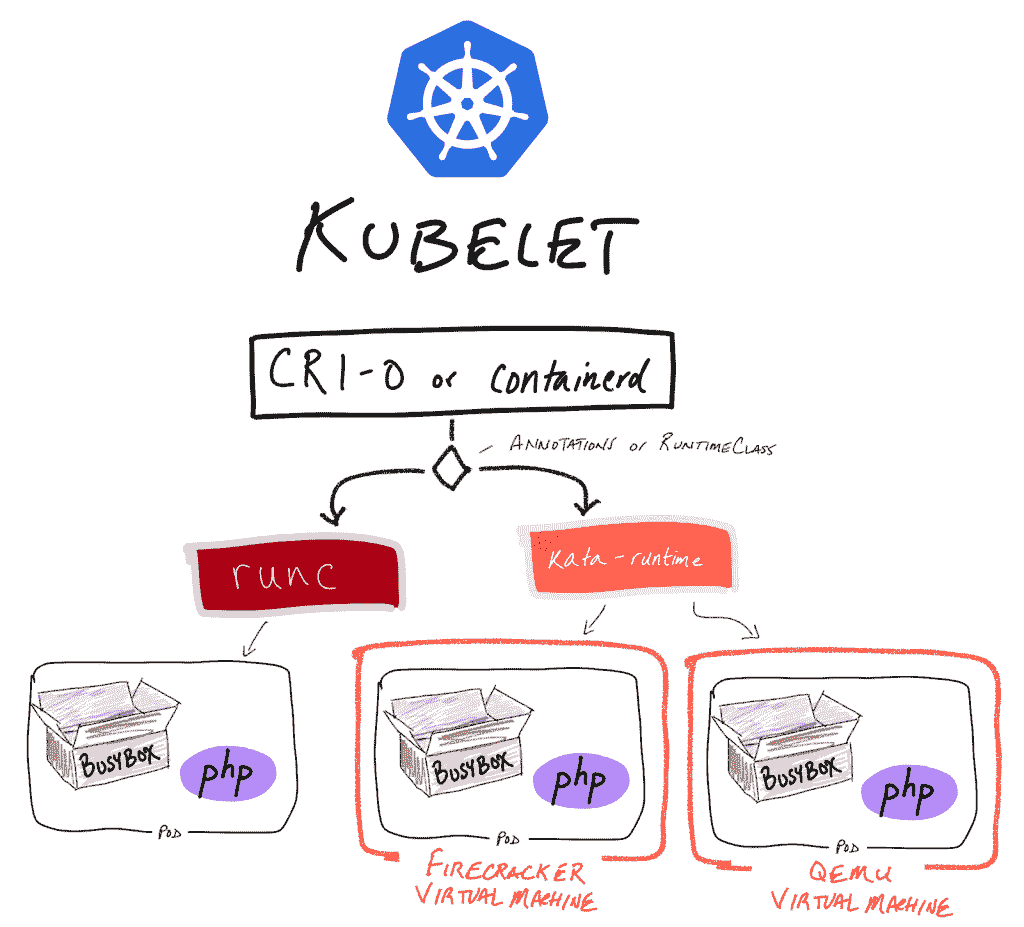 KUBELET
CRI-O or containerd
ANNOTATIONS or RUNTIMECLASS
runc
kata-runtime
BUSYBOX
php
POD
BUSYBOX
php
POD
FIRECRACKER
VIRTUAL MACHINE
BUSYBOX
php
POD
QEMU
VIRTUAL MACHINE